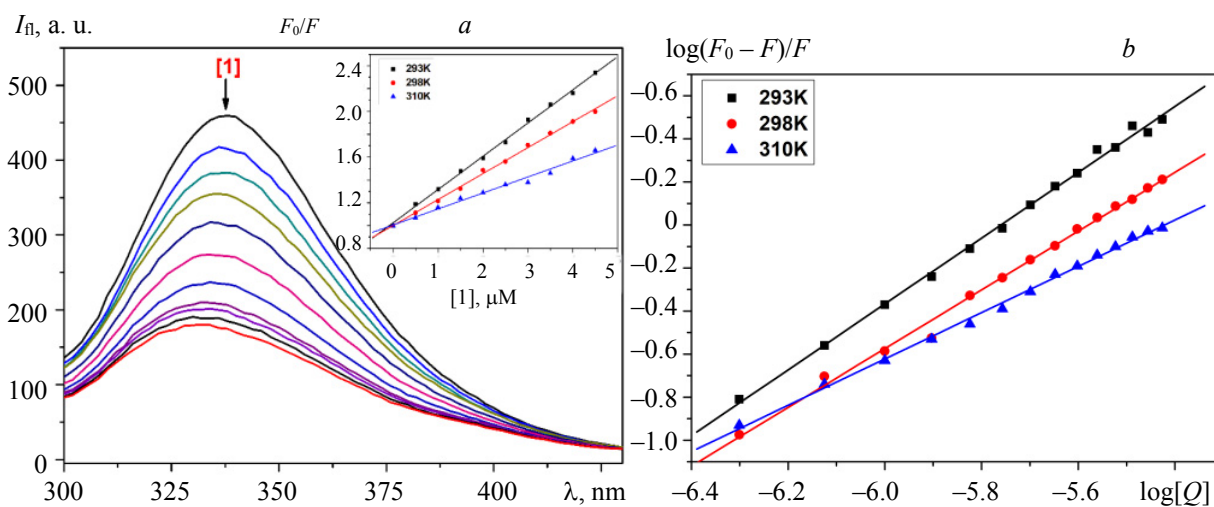 I_fl, a. u.
F₀/F
a
[1]
500
400
300
200
100
0
300 325 350 375 400 λ, nm
2.4
2.0
1.6
1.2
0.8
293K
298K
310K
0 1 2 3 4 5
[1], μM
log(F₀ – F)/F
b
–0.6
–0.4
–0.2
0
–0.2
–0.4
–0.6
–0.8
–1.0
293K
298K
310K
–6.4 –6.2 –6.0 –5.8 –5.6 log[Q]